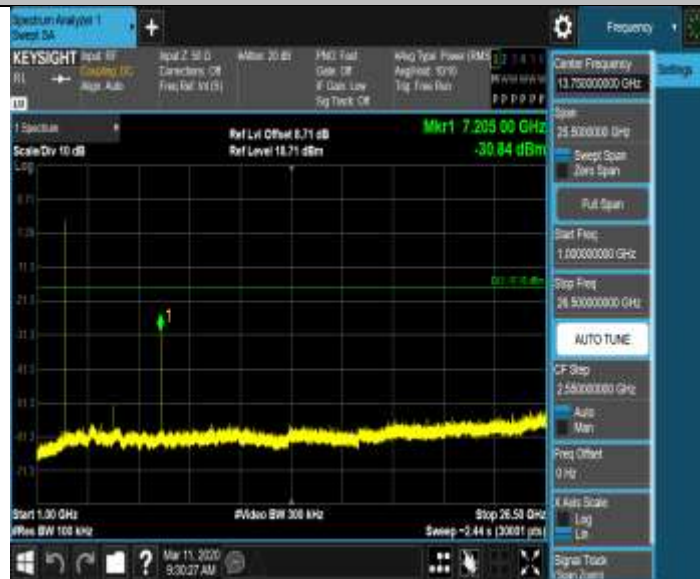 Spectrum Analyzer 1
Swept SA
+
Frequency
KEYSIGHT
Input: RF
Coupling: DC
Align: Auto
Input Z: 50 Ω
Corrections: Off
Freq Ref: Int (S)
#Atten: 20 dB
PNO: Fast
Gate: Off
IF Gain: Low
Sig Track: Off
Avg Type: Power (RMS
Avg|Hold: 10/10
Trig: Free Run
P P P P P P
1 Spectrum
Scale/Div 10 dB
Log
Ref Lvl Offset 8.71 dB
Ref Level 18.71 dBm
Mkr1 7.205 00 GHz
-30.84 dBm
8.71
1
Start 1.00 GHz
#Res BW 100 kHz
#Video BW 300 kHz
Stop 26.50 GHz
Sweep ~2.44 s (30001 pts)
Center Frequency
13.750000000 GHz
Settings
Span
25.5000000 GHz
Swept Span
Zero Span
Full Span
Start Freq
1.000000000 GHz
Stop Freq
26.500000000 GHz
AUTO TUNE
CF Step
2.550000000 GHz
Auto
Man
Freq Offset
0 Hz
X Axis Scale
Log
Lin
Signal Track
(Span Zoom)
?
Mar 11, 2020
9:30:27 AM